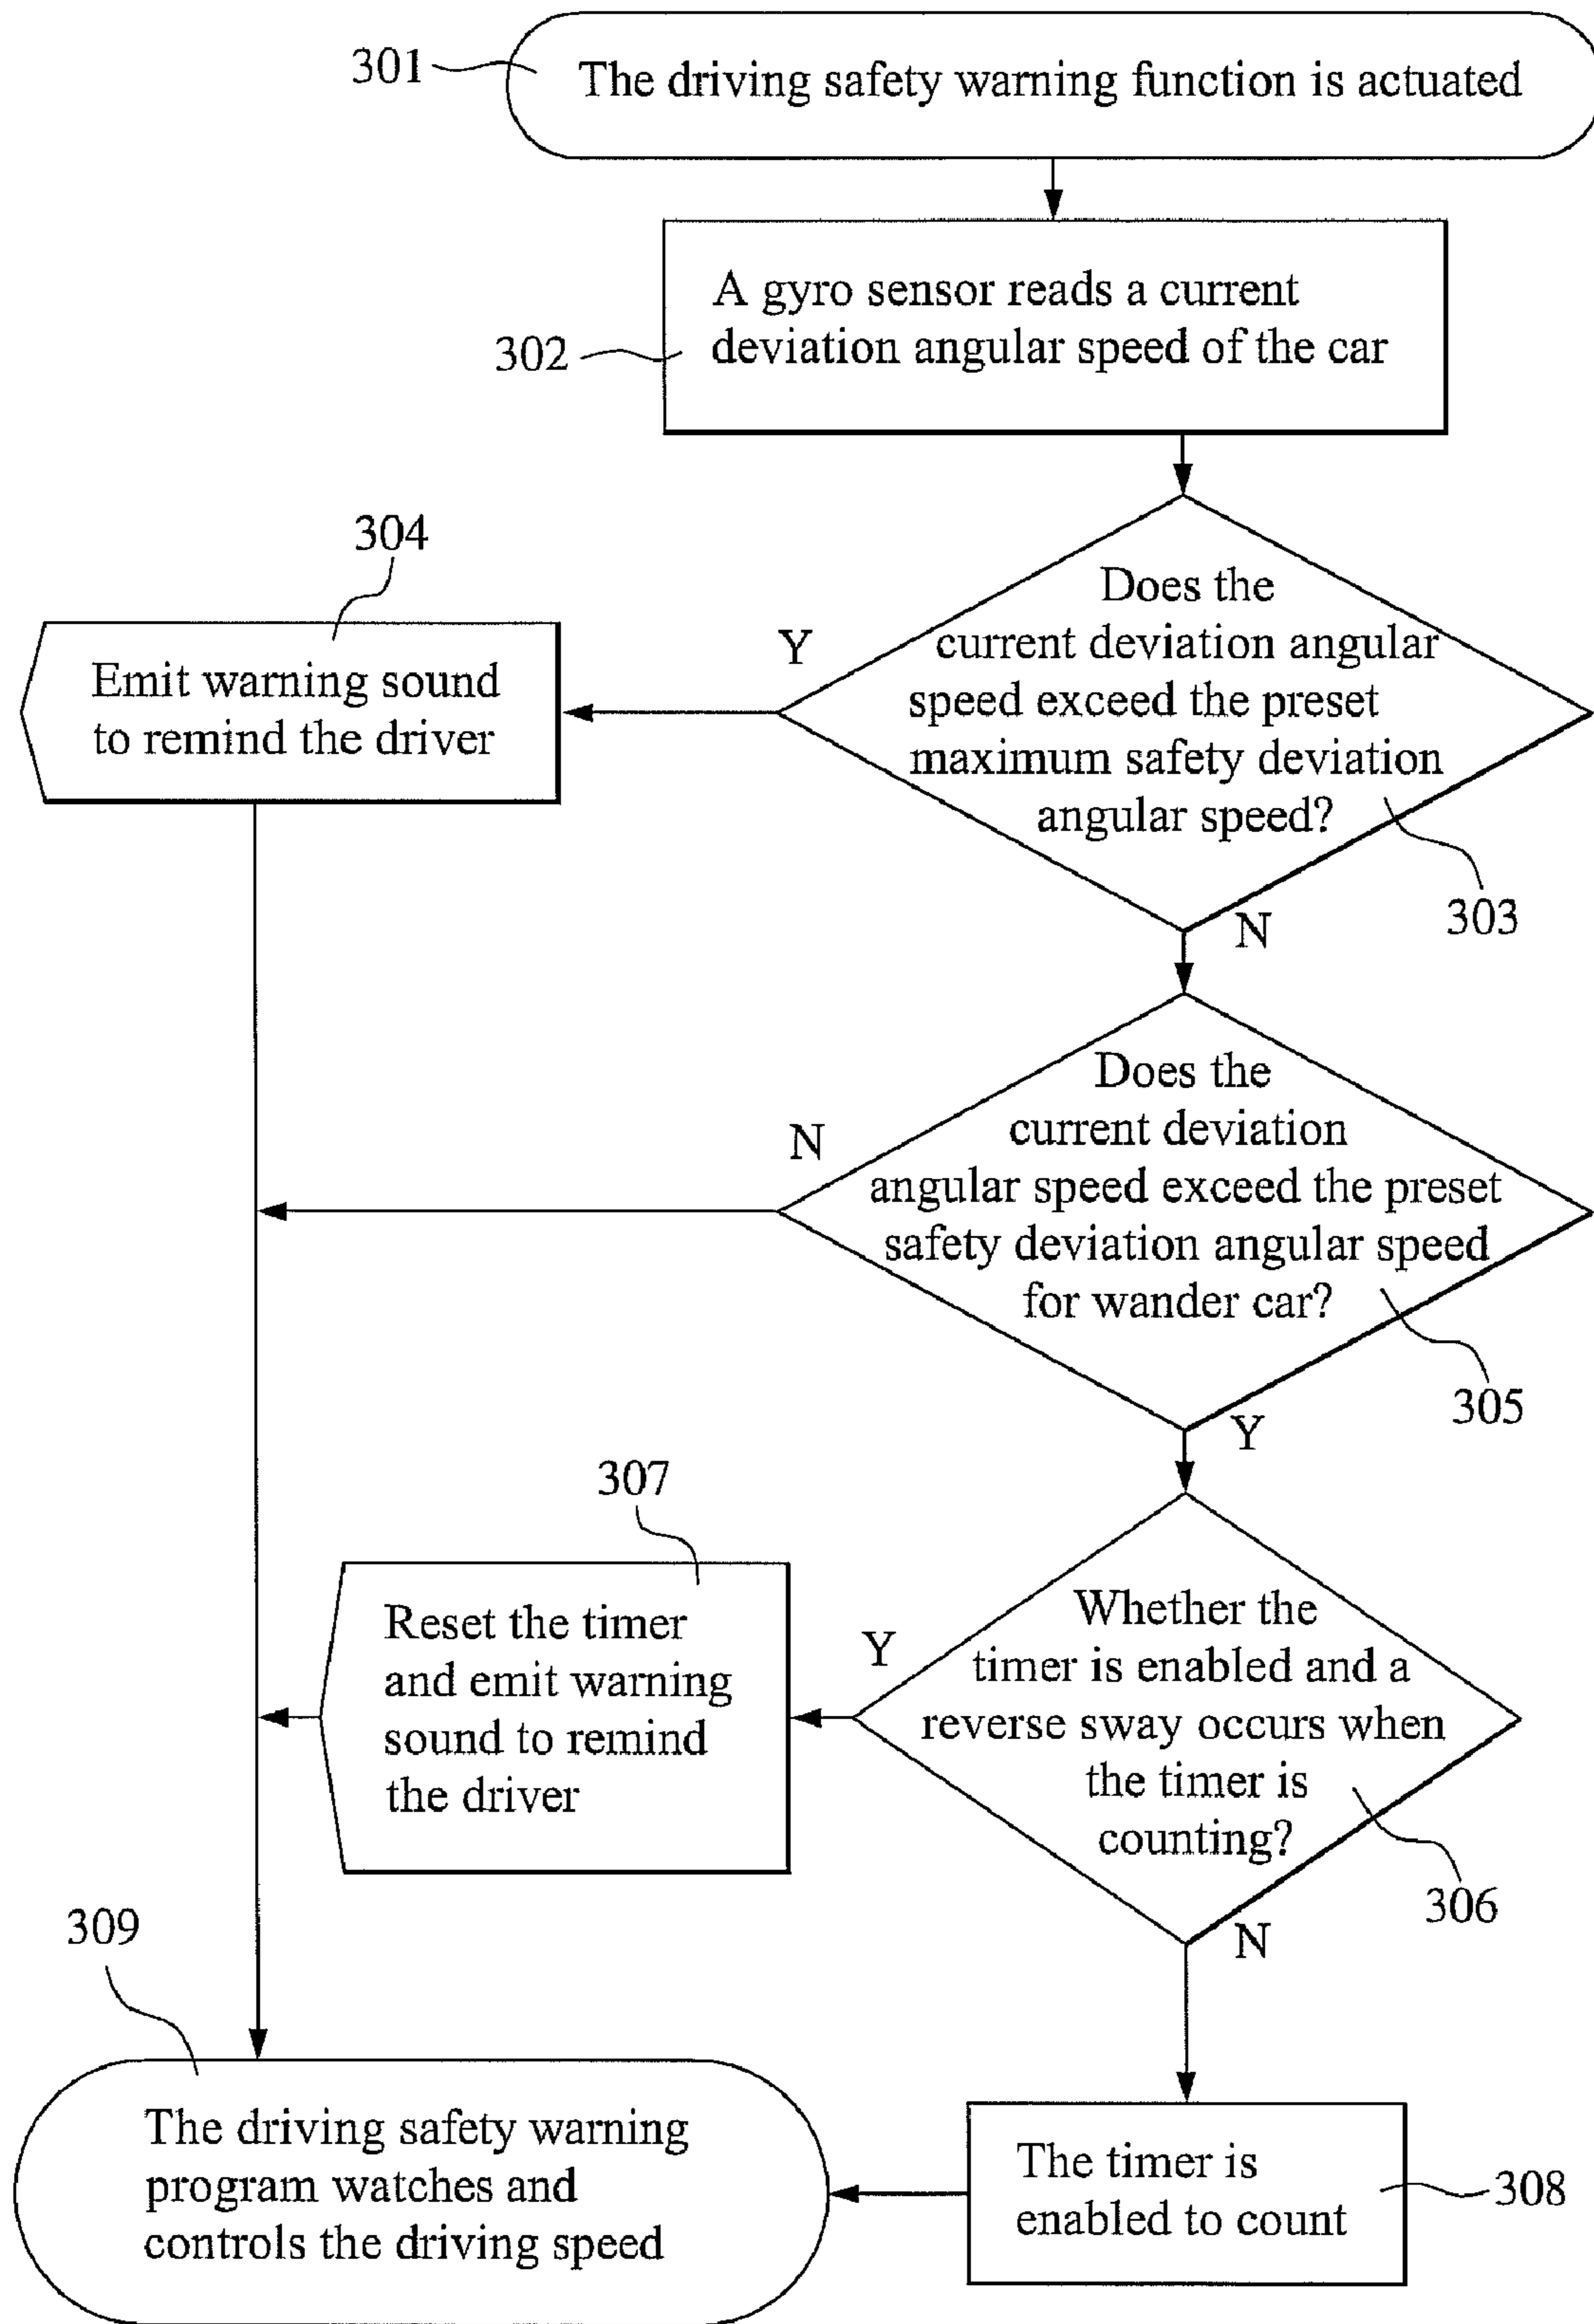 301
The driving safety warning function is actuated
A gyro sensor reads a current
deviation angular speed of the car
302
304
Emit warning sound
to remind the driver
Y
Does the
current deviation angular
speed exceed the preset
maximum safety deviation
angular speed?
303
N
Does the
current deviation
angular speed exceed the preset
safety deviation angular speed
for wander car?
N
305
Y
307
Reset the timer
and emit warning
sound to remind
the driver
Y
Whether the
timer is enabled and a
reverse sway occurs when
the timer is
counting?
306
N
309
The driving safety warning
program watches and
controls the driving speed
The timer is
enabled to count
308